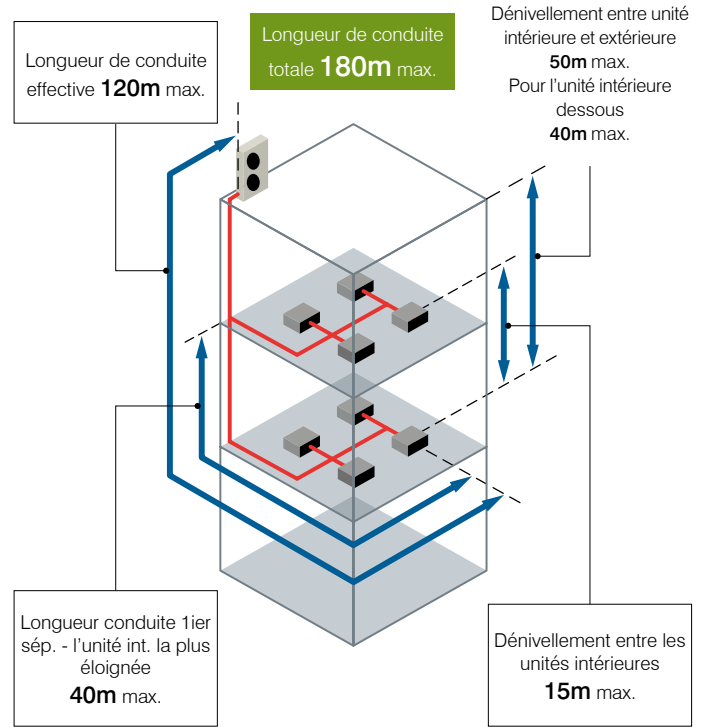 Longueur de conduite
effective 120m max.
Longueur de conduite
totale 180m max.
Dénivellement entre unité
intérieure et extérieure
50m max.
Pour l'unité intérieure
dessous
40m max.
Longueur conduite 1ier
sép. - l'unité int. la plus
éloignée
40m max.
Dénivellement entre les
unités intérieures
15m max.